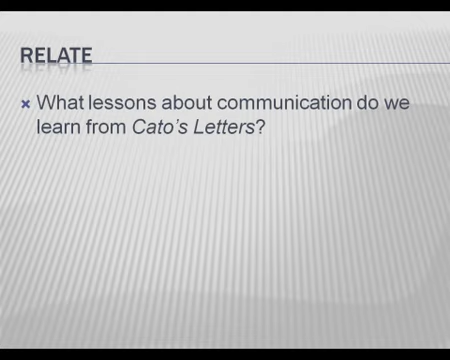 RELATE
What lessons about communication do we
learn from Cato's Letters?